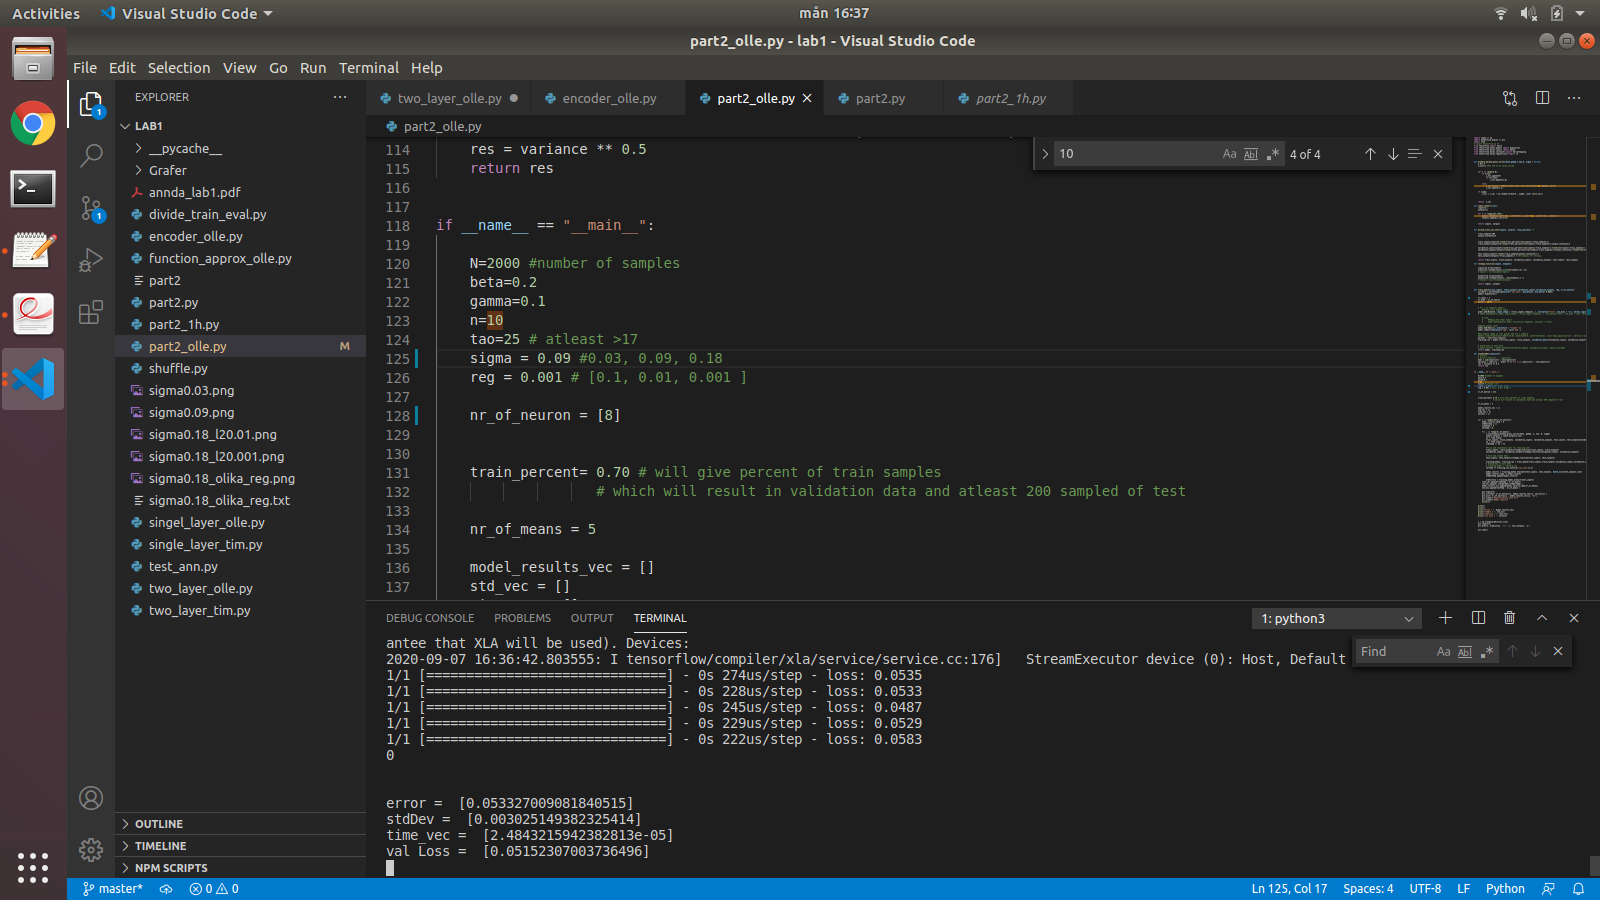 Activities
Visual Studio Code
mån 16:37
part2_olle.py - lab1 - Visual Studio Code
File Edit Selection View Go Run Terminal Help
EXPLORER
two_layer_olle.py
encoder_olle.py
part2_olle.py
part2.py
part2_1h.py
part2_olle.py
LAB1
__pycache__
Grafer
annda_lab1.pdf
divide_train_eval.py
encoder_olle.py
function_approx_olle.py
part2
part2.py
part2_1h.py
part2_olle.py M
shuffle.py
sigma0.03.png
sigma0.09.png
sigma0.18_l20.01.png
sigma0.18_l20.001.png
sigma0.18_olika_reg.png
sigma0.18_olika_reg.txt
singel_layer_olle.py
single_layer_tim.py
test_ann.py
two_layer_olle.py
two_layer_tim.py
OUTLINE
TIMELINE
NPM SCRIPTS
1
1
10 Aa Abl .* 4 of 4
114 res = variance ** 0.5
115 return res
116
117
118 if __name__ == "__main__":
119
120 N=2000 #number of samples
121 beta=0.2
122 gamma=0.1
123 n=10
124 tao=25 # atleast >17
125 sigma = 0.09 #0.03, 0.09, 0.18
126 reg = 0.001 # [0.1, 0.01, 0.001 ]
127
128 nr_of_neuron = [8]
129
130
131 train_percent= 0.70 # will give percent of train samples
132 # which will result in validation data and atleast 200 sampled of test
133
134 nr_of_means = 5
135
136 model_results_vec = []
137 std_vec = []
DEBUG CONSOLE PROBLEMS OUTPUT TERMINAL
1: python3
Find Aa Abl .*
antee that XLA will be used). Devices:
2020-09-07 16:36:42.803555: I tensorflow/compiler/xla/service/service.cc:176] StreamExecutor device (0): Host, Default
1/1 [==============================] - 0s 274us/step - loss: 0.0535
1/1 [==============================] - 0s 228us/step - loss: 0.0533
1/1 [==============================] - 0s 245us/step - loss: 0.0487
1/1 [==============================] - 0s 229us/step - loss: 0.0529
1/1 [==============================] - 0s 222us/step - loss: 0.0583
0
error = [0.053327009081840515]
stdDev = [0.003025149382325414]
time_vec = [2.4843215942382813e-05]
val Loss = [0.05152307003736496]
master* 0 0
Ln 125, Col 17 Spaces: 4 UTF-8 LF Python